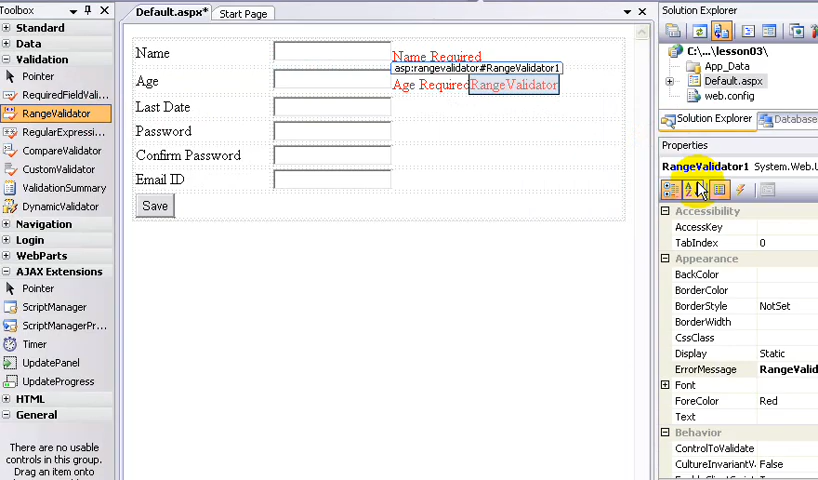 Toolbox
Standard
Data
Validation
Pointer
RequiredFieldVali...
RangeValidator
RegularExpressi...
CompareValidator
CustomValidator
ValidationSummary
DynamicValidator
Navigation
Login
WebParts
AJAX Extensions
Pointer
ScriptManager
ScriptManagerPr...
Timer
UpdatePanel
UpdateProgress
HTML
General
There are no usable
controls in this group.
Drag an item onto
Default.aspx*
Start Page
Name
Name Required
asp:rangevalidator#RangeValidator1
Age
Age Required
RangeValidator
Last Date
Password
Confirm Password
Email ID
Save
Solution Explorer
C:\...\lesson03\
App_Data
Default.aspx
web.config
Solution Explorer
Database
Properties
RangeValidator1 System.Web.U
Accessibility
AccessKey
TabIndex 0
Appearance
BackColor
BorderColor
BorderStyle NotSet
BorderWidth
CssClass
Display Static
ErrorMessage RangeValid
Font
ForeColor Red
Text
Behavior
ControlToValidate
CultureInvariantV False